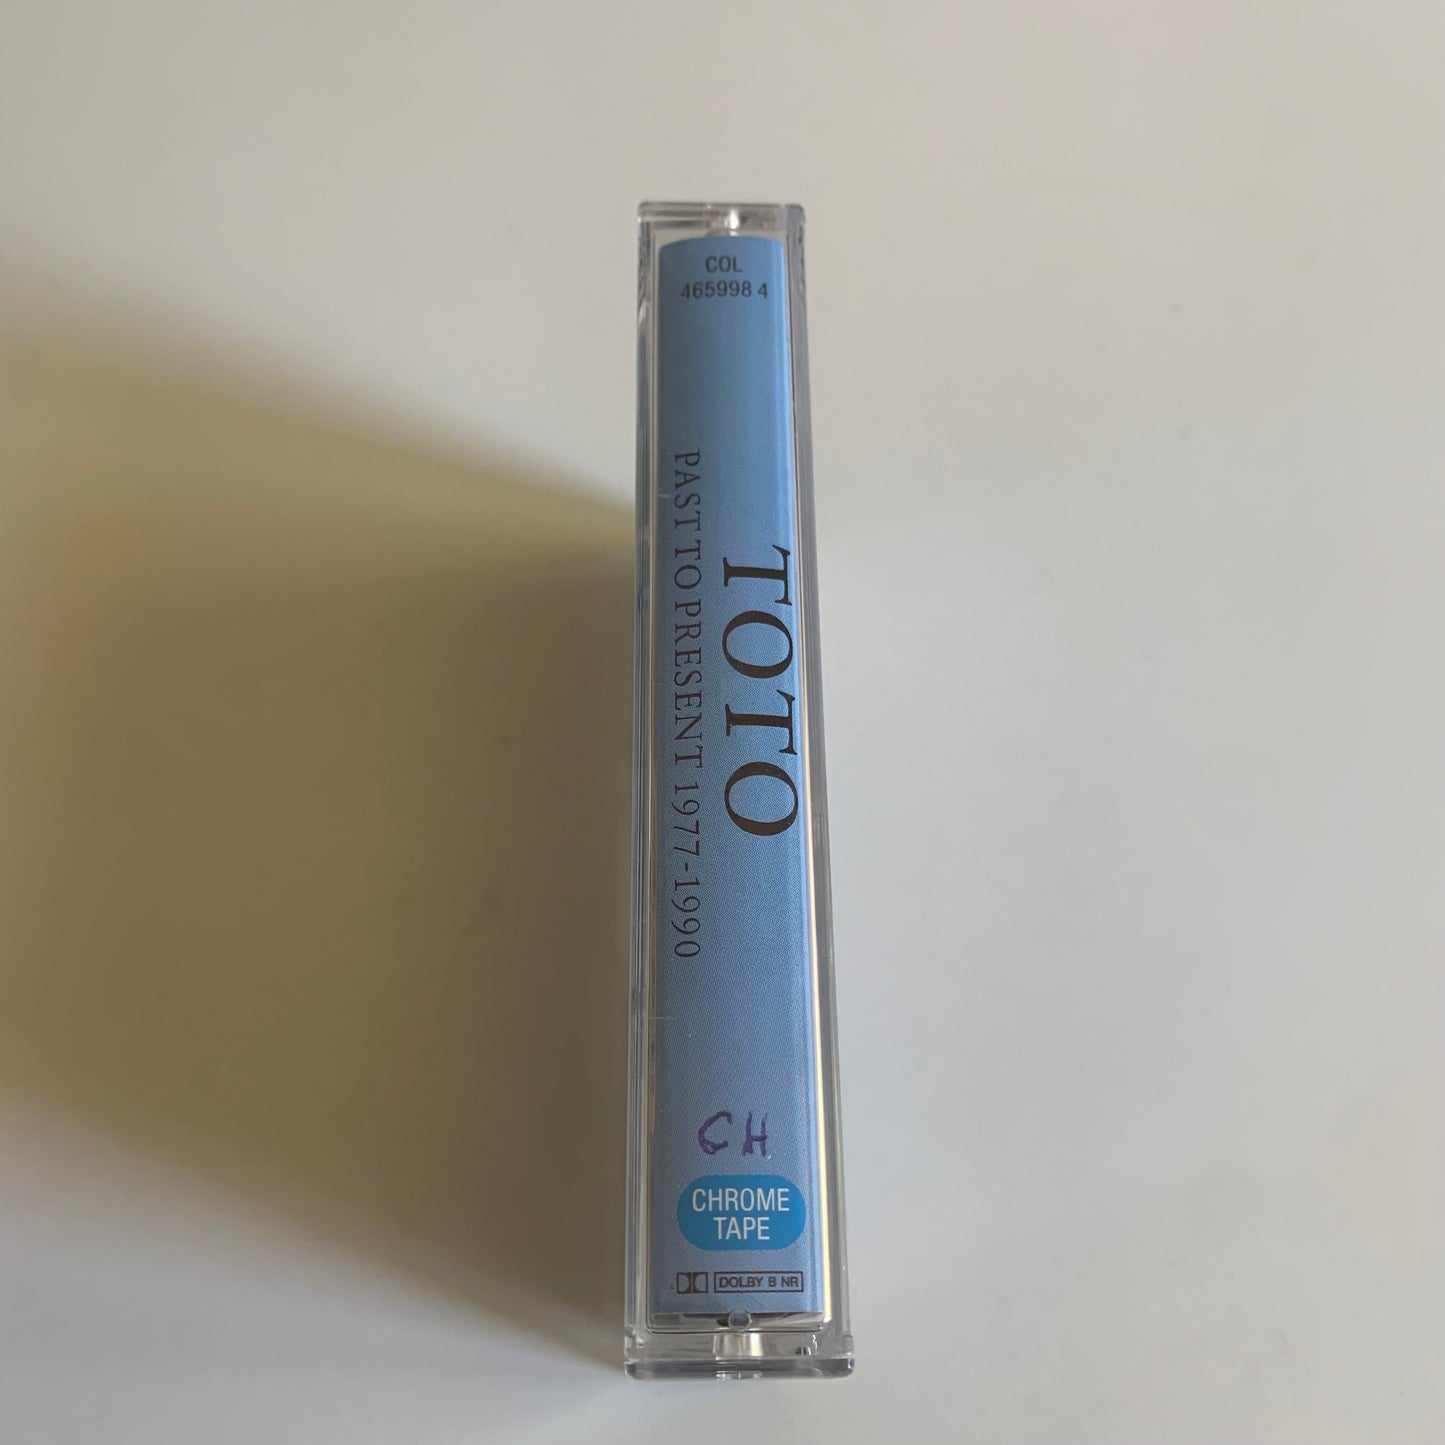 COL
465998 4
TOTO
PAST TO PRESENT 1977-1990
CH
CHROME
TAPE
DOLBY B NR